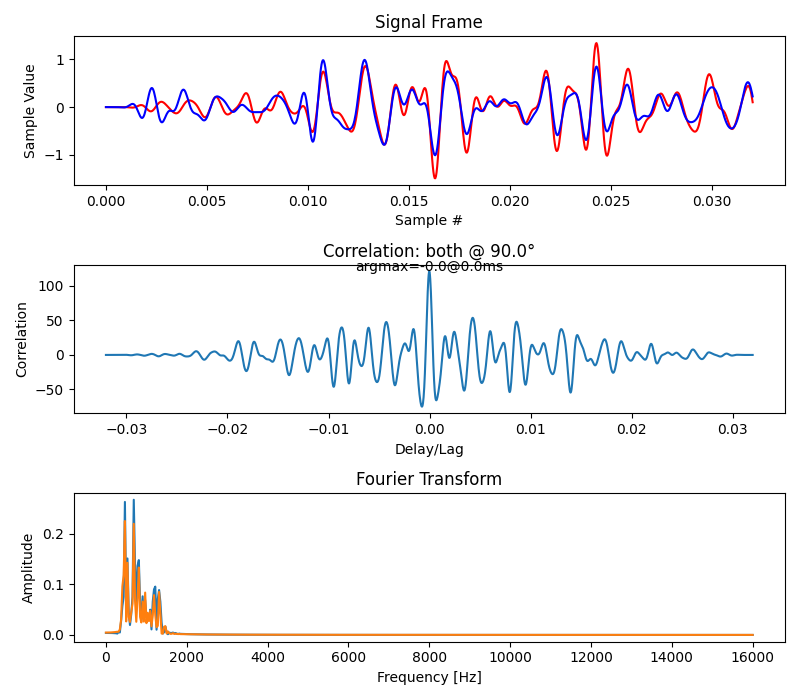 Signal Frame
Sample Value
1
0
−1
0.000 0.005 0.010 0.015 0.020 0.025 0.030
Sample #
Correlation: both @ 90.0°
argmax=-0.0@0.0ms
Correlation
100
50
0
−50
−0.03 −0.02 −0.01 0.00 0.01 0.02 0.03
Delay/Lag
Fourier Transform
Amplitude
0.2
0.1
0.0
0 2000 4000 6000 8000 10000 12000 14000 16000
Frequency [Hz]